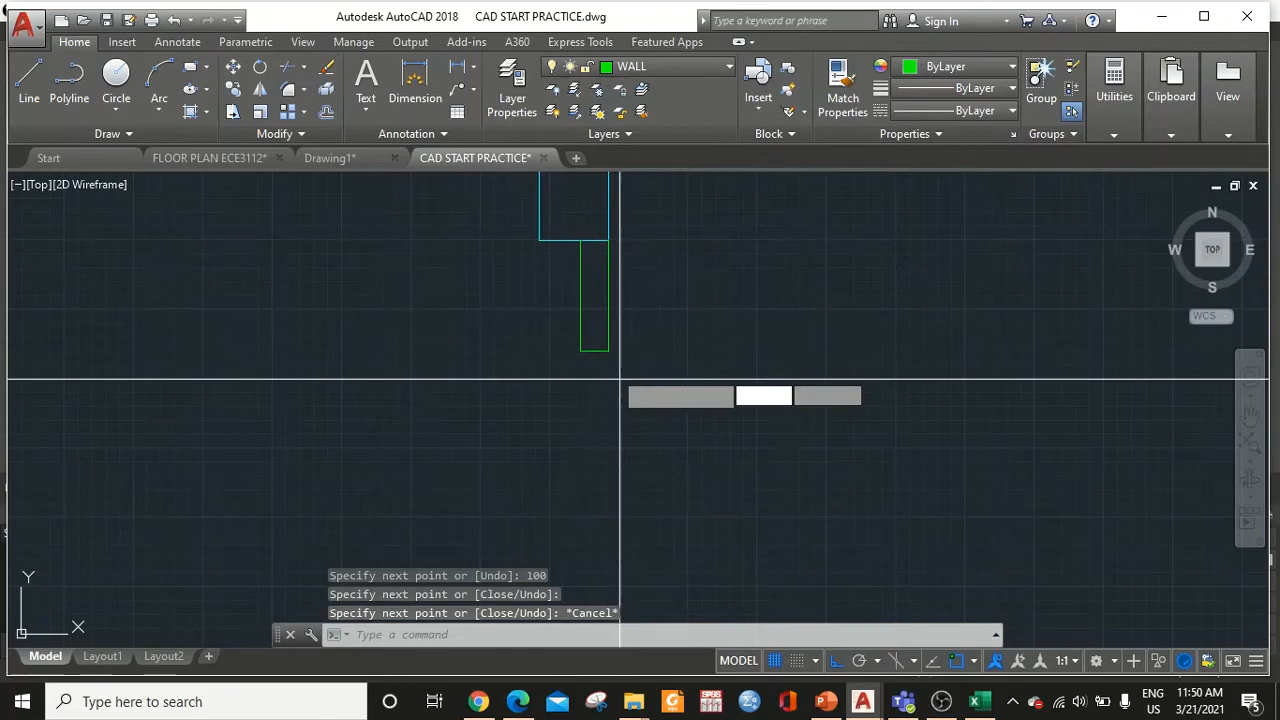 Autodesk AutoCAD 2018 CAD START PRACTICE.dwg
Type a keyword or phrase
Sign In
Home Insert Annotate Parametric View Manage Output Add-ins A360 Express Tools Featured Apps
WALL
ByLayer
ByLayer
ByLayer
Line Polyline Circle Arc
Text Dimension
Layer Properties
Insert
Match Properties
Group
Utilities
Clipboard
View
Draw Modify Annotation Layers Block Properties Groups
Start FLOOR PLAN ECE3112* Drawing1* CAD START PRACTICE*
[−][Top][2D Wireframe]
N
W TOP E
S
WCS
Specify next point or [Undo]: 100
Specify next point or [Close/Undo]:
Specify next point or [Close/Undo]: *Cancel*
Y
X
Type a command
Model Layout1 Layout2
MODEL 1:1
Type here to search
ENG
US
11:50 AM
3/21/2021
5